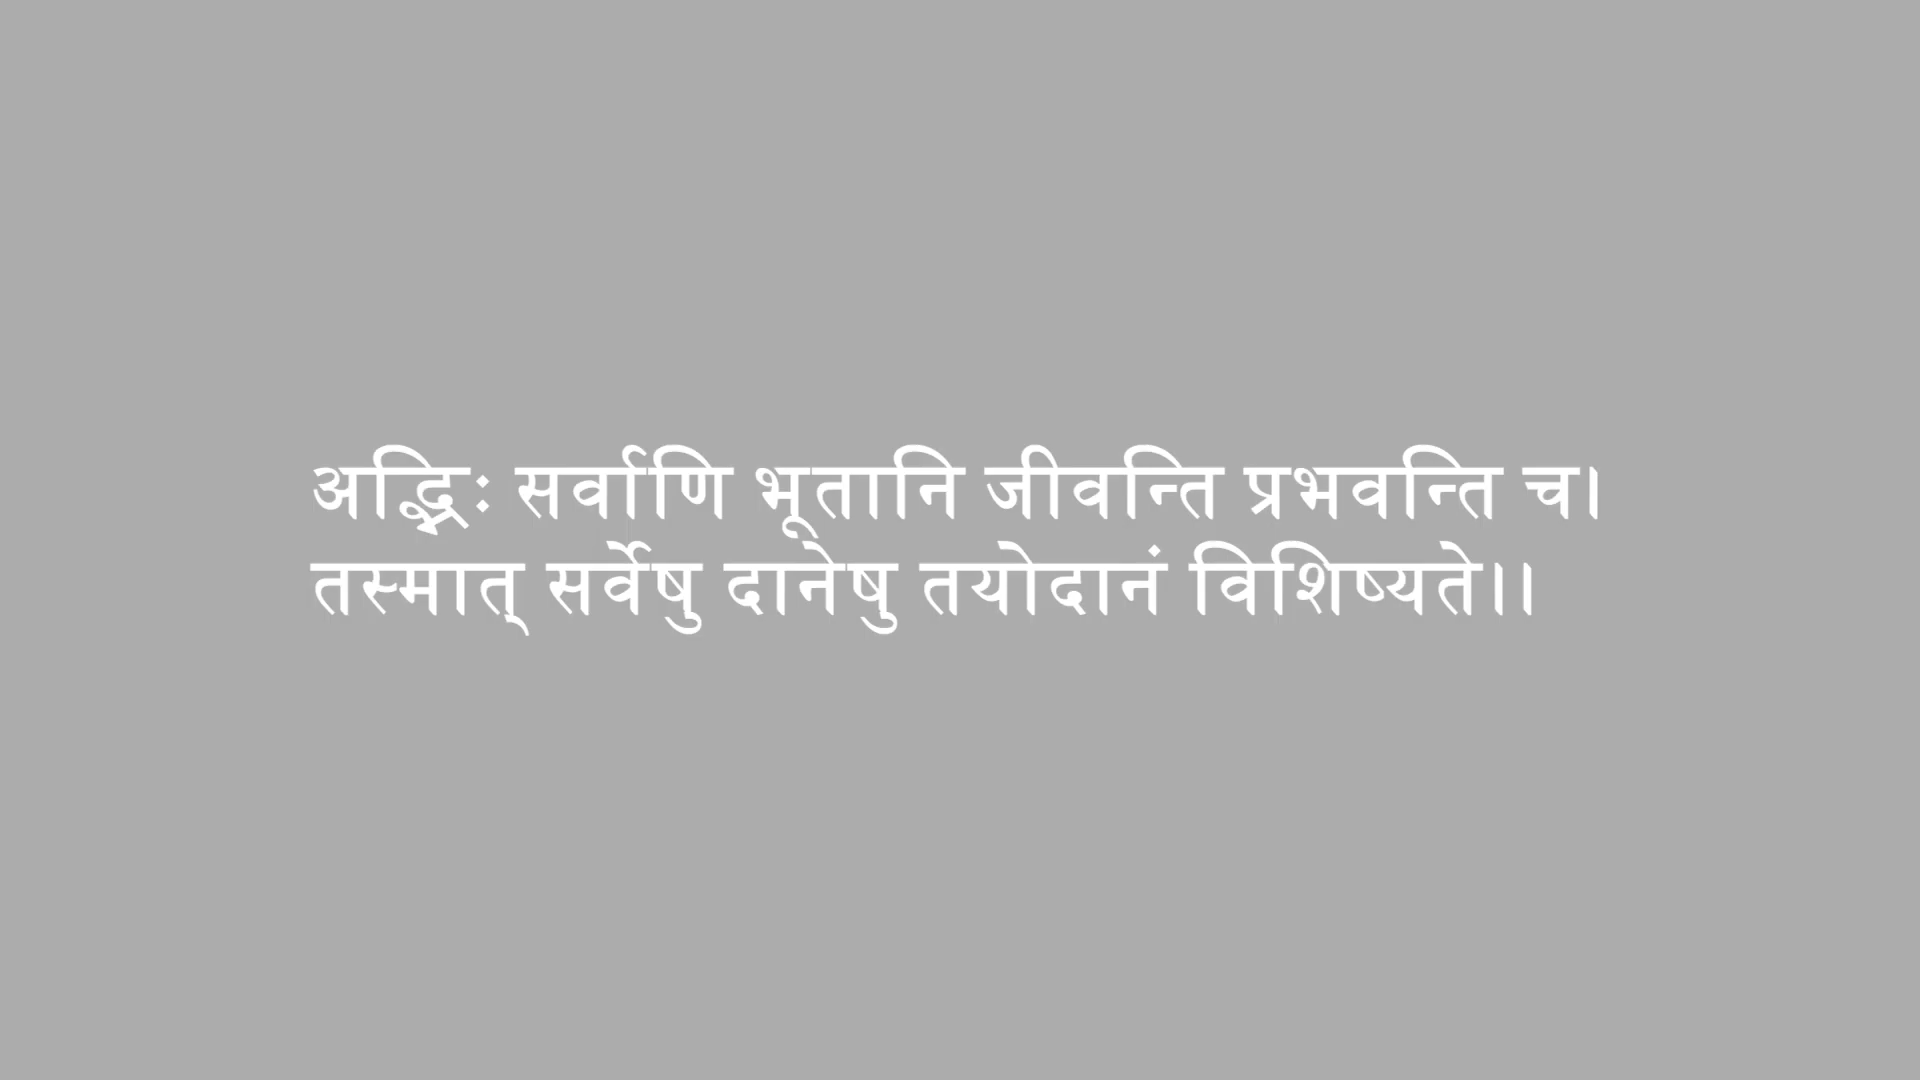 अद्भिः सर्वाणि भूतानि जीवन्ति प्रभवन्ति च।
तस्मात् सर्वेषु दानेषु तयोदानं विशिष्यते।।